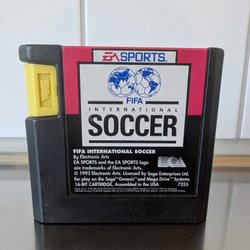 EA SPORTS
FIFA
INTERNATIONAL
SOCCER
FIFA INTERNATIONAL SOCCER
By Electronic Arts
EA SPORTS and the EA SPORTS logo
are trademarks of Electronic Arts.
© 1993 Electronic Arts. Licensed by Sega Enterprises Ltd.
for play on the Sega™ Genesis™ and Mega Drive™ Systems
16-BIT CARTRIDGE, Assembled in the USA 7255